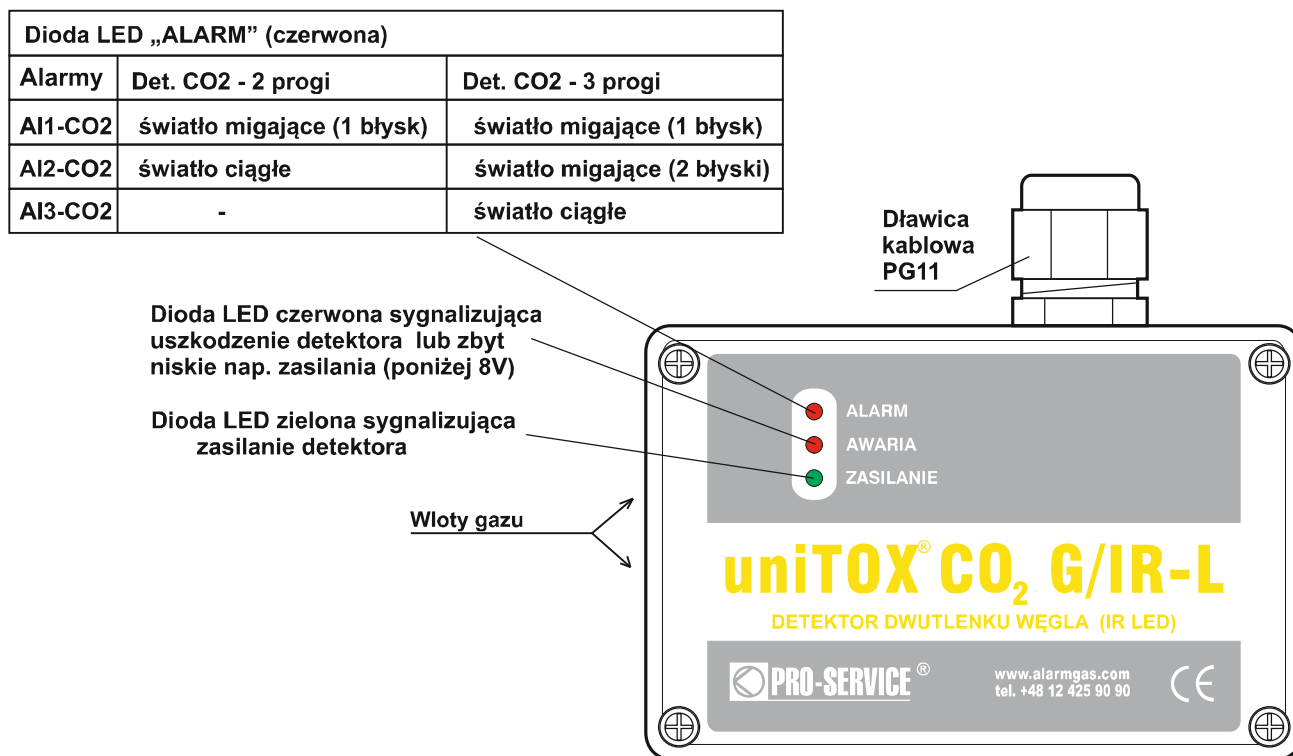 Dioda LED „ALARM” (czerwona)
Alarmy Det. CO2 - 2 progi Det. CO2 - 3 progi
Al1-CO2 światło migające (1 błysk) światło migające (1 błysk)
Al2-CO2 światło ciągłe światło migające (2 błyski)
Al3-CO2 - światło ciągłe
Dławica
kablowa
PG11
Dioda LED czerwona sygnalizująca
uszkodzenie detektora lub zbyt
niskie nap. zasilania (poniżej 8V)
Dioda LED zielona sygnalizująca
zasilanie detektora
Wloty gazu
ALARM
AWARIA
ZASILANIE
uniTOX® CO₂ G/IR-L
DETEKTOR DWUTLENKU WĘGLA (IR LED)
PRO-SERVICE ®
www.alarmgas.com
tel. +48 12 425 90 90
CE